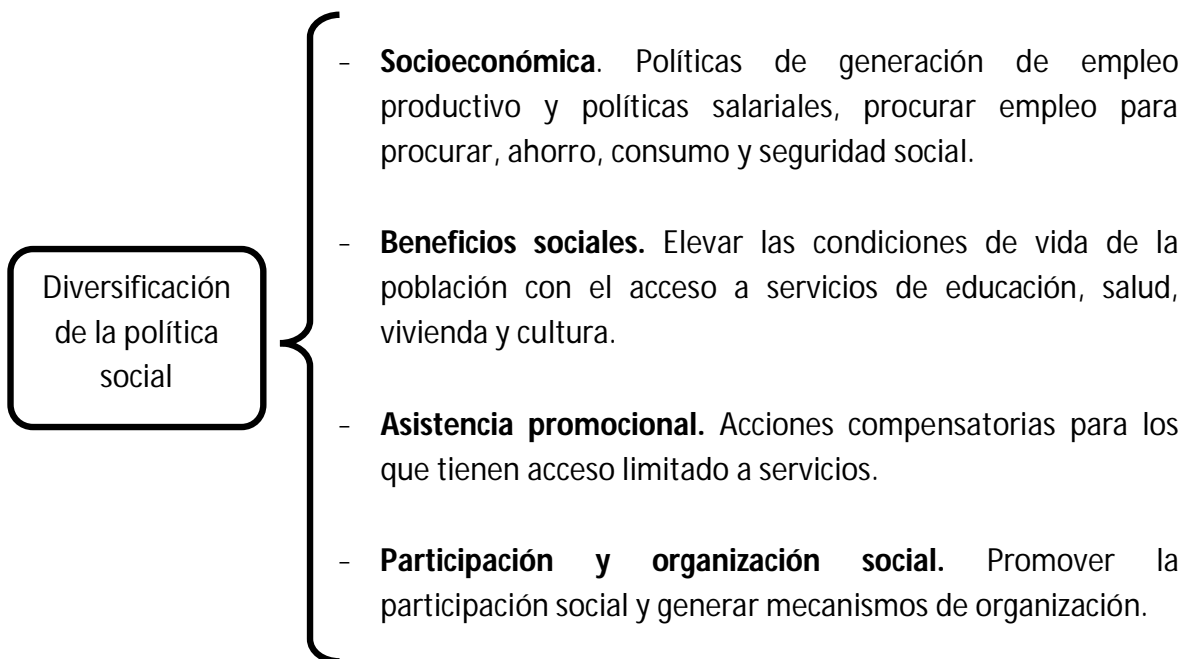 Diversificación
de la política
social
- Socioeconómica. Políticas de generación de empleo
productivo y políticas salariales, procurar empleo para
procurar, ahorro, consumo y seguridad social.
- Beneficios sociales. Elevar las condiciones de vida de la
población con el acceso a servicios de educación, salud,
vivienda y cultura.
- Asistencia promocional. Acciones compensatorias para los
que tienen acceso limitado a servicios.
- Participación y organización social. Promover la
participación social y generar mecanismos de organización.